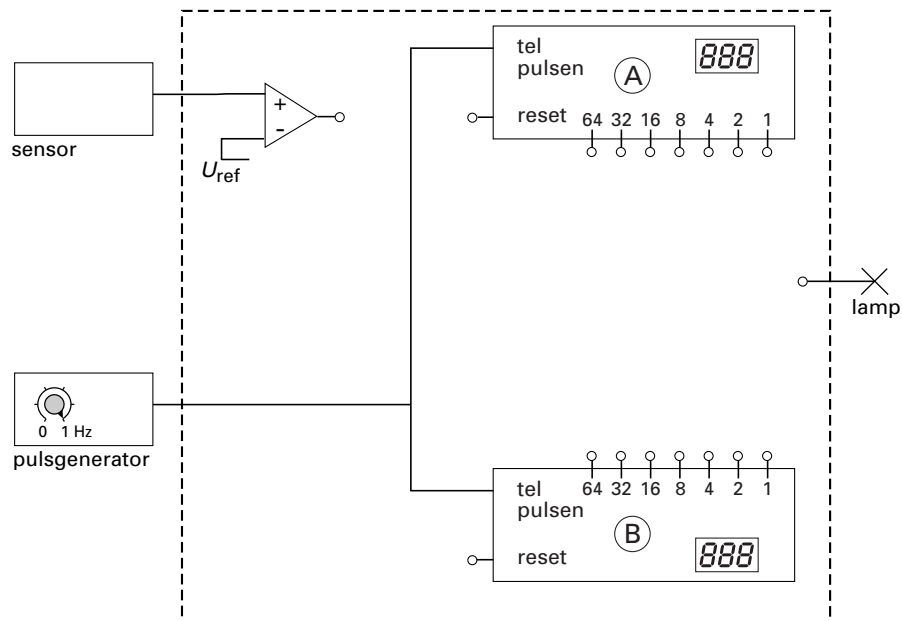 sensor
+
-
Uref
tel
pulsen
A
888
reset
64 32 16 8 4 2 1
lamp
0 1 Hz
pulsgenerator
tel
pulsen
64 32 16 8 4 2 1
B
reset
888